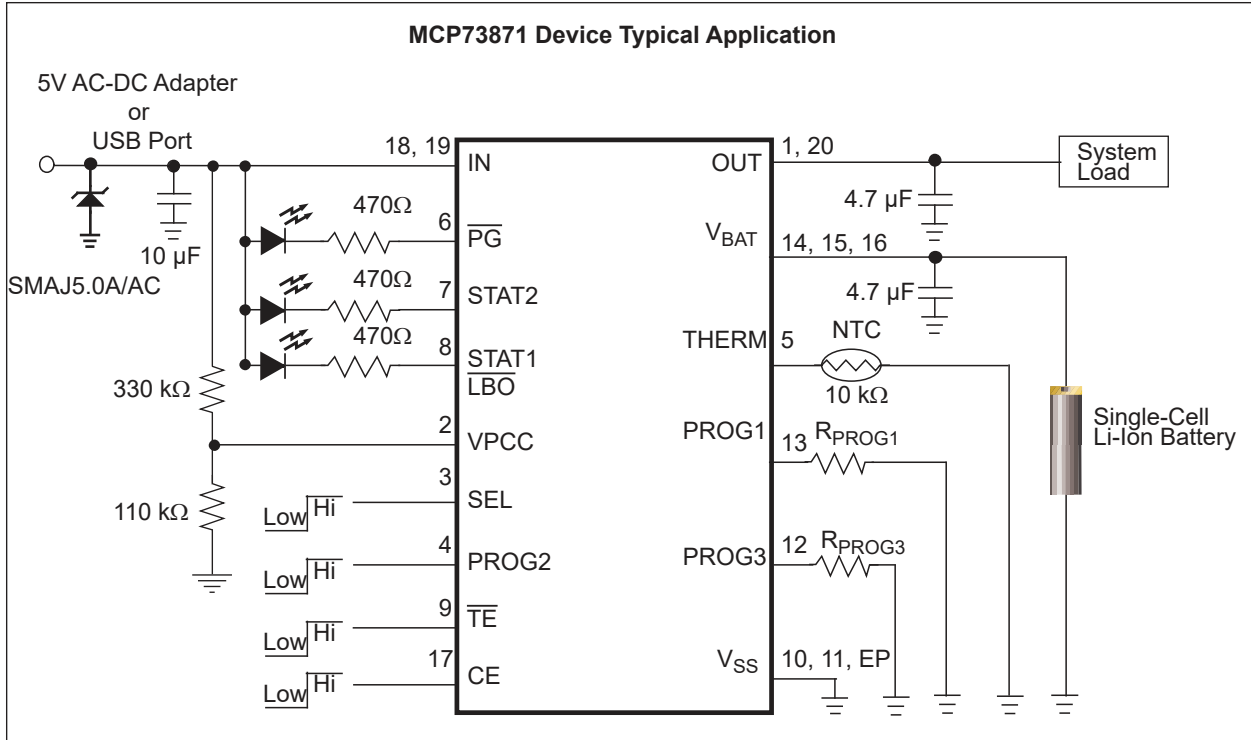 MCP73871 Device Typical Application
5V AC-DC Adapter
or
USB Port
SMAJ5.0A/AC
10 µF
330 kΩ
110 kΩ
470Ω
470Ω
470Ω
18, 19
IN
6
PG
7
STAT2
8
STAT1
LBO
2
VPCC
3
SEL
Low
Hi
4
PROG2
Low
Hi
9
TE
Low
Hi
17
CE
Low
Hi
OUT
1, 20
System
Load
4.7 µF
VBAT
14, 15, 16
4.7 µF
THERM
5
NTC
10 kΩ
PROG1
13
RPROG1
PROG3
12
RPROG3
VSS
10, 11, EP
Single-Cell
Li-Ion Battery